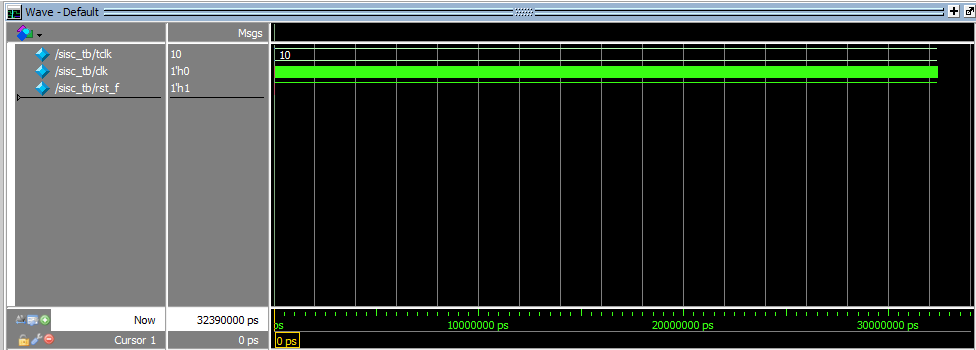 Wave - Default
Msgs
/sisc_tb/tclk 10 10
/sisc_tb/clk 1'h0
/sisc_tb/rst_f 1'h1
Now 32390000 ps ps 10000000 ps 20000000 ps 30000000 ps
Cursor 1 0 ps 0 ps